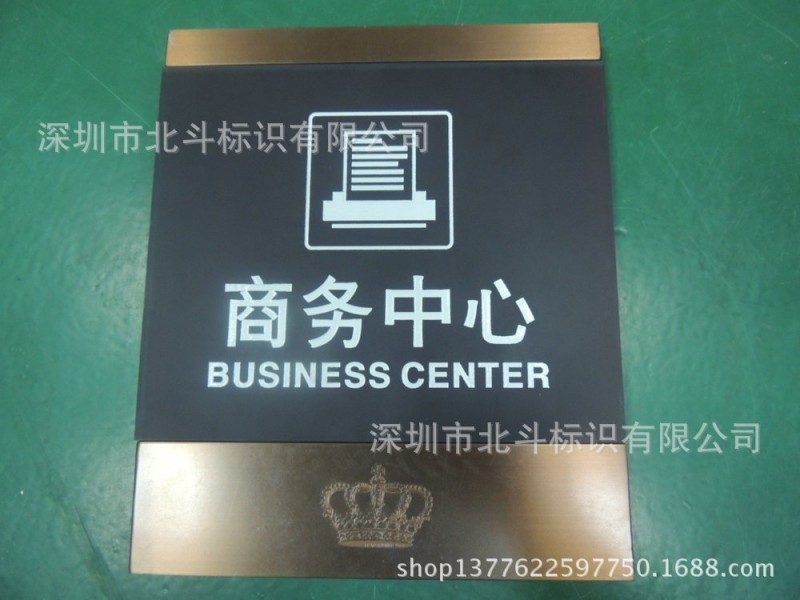 深圳市北斗标识有限公司
商务中心
BUSINESS CENTER
深圳市北斗标识有限公司
shop1377622597750.1688.com